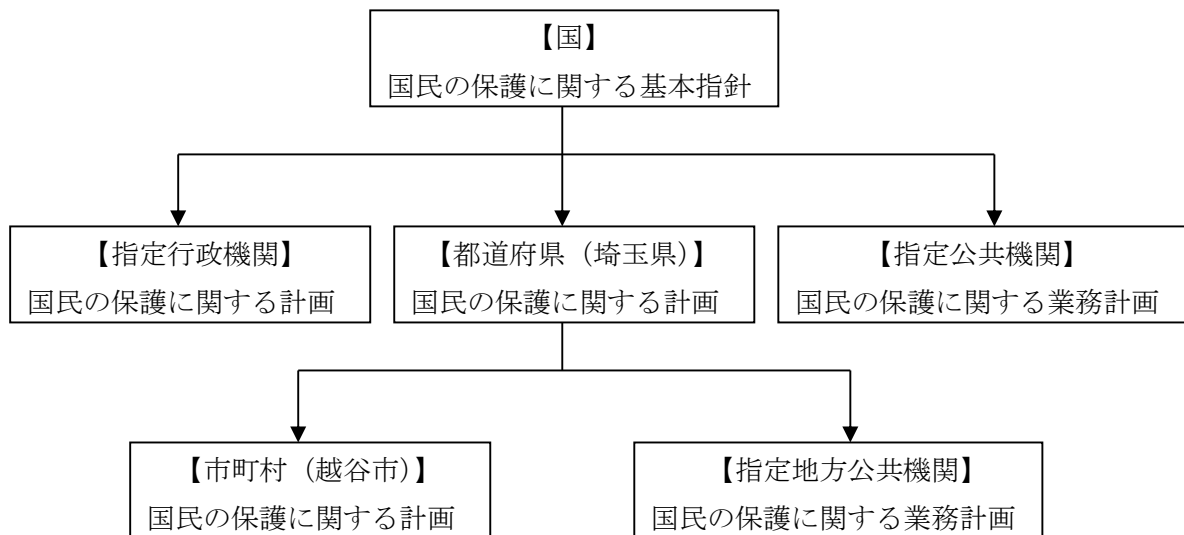 【国】
国民の保護に関する基本指針
【指定行政機関】
国民の保護に関する計画
【都道府県（埼玉県）】
国民の保護に関する計画
【指定公共機関】
国民の保護に関する業務計画
【市町村（越谷市）】
国民の保護に関する計画
【指定地方公共機関】
国民の保護に関する業務計画